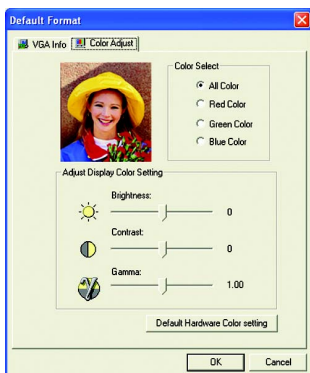 Default Format
VGA Info
Color Adjust
Color Select
All Color
Red Color
Green Color
Blue Color
Adjust Display Color Setting
Brightness:
0
Contrast:
0
Gamma:
1.00
Default Hardware Color setting
OK
Cancel